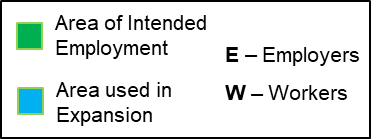 Area of Intended
Employment
Area used in
Expansion
E – Employers
W – Workers